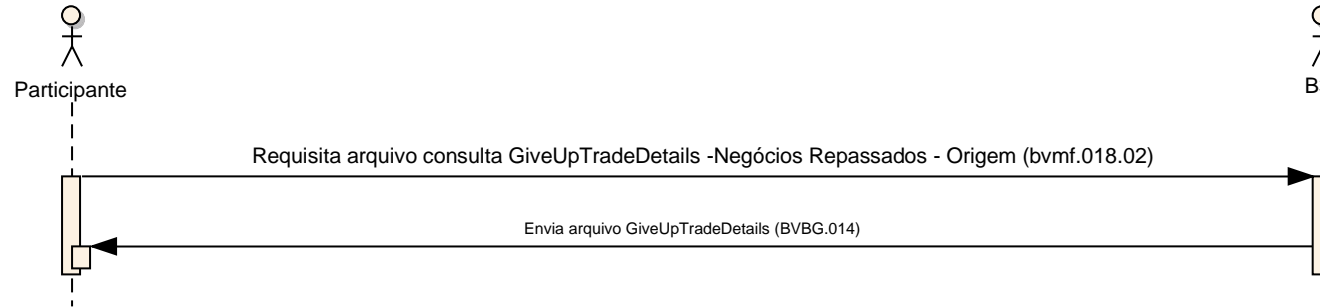 Participante
B
Requisita arquivo consulta GiveUpTradeDetails -Negócios Repassados - Origem (bvmf.018.02)
Envia arquivo GiveUpTradeDetails (BVBG.014)